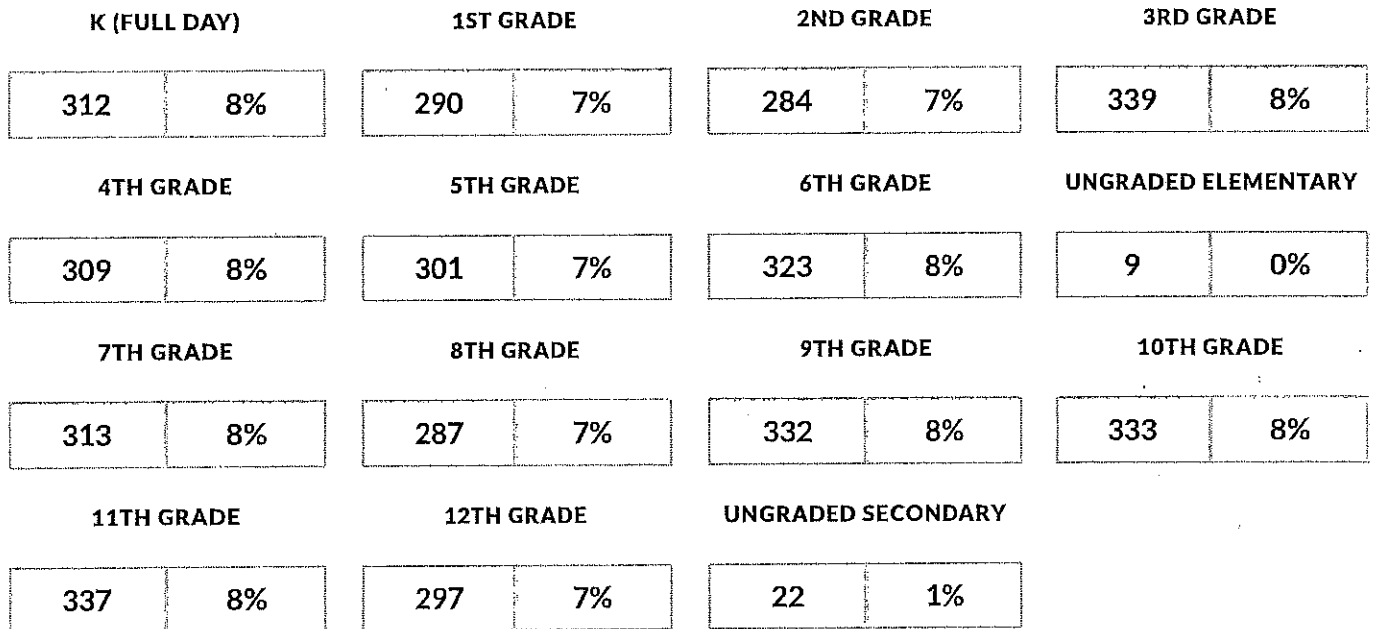 K (FULL DAY) 1ST GRADE 2ND GRADE 3RD GRADE
312 8% 290 7% 284 7% 339 8%
4TH GRADE 5TH GRADE 6TH GRADE UNGRADED ELEMENTARY
309 8% 301 7% 323 8% 9 0%
7TH GRADE 8TH GRADE 9TH GRADE 10TH GRADE
313 8% 287 7% 332 8% 333 8%
11TH GRADE 12TH GRADE UNGRADED SECONDARY
337 8% 297 7% 22 1%